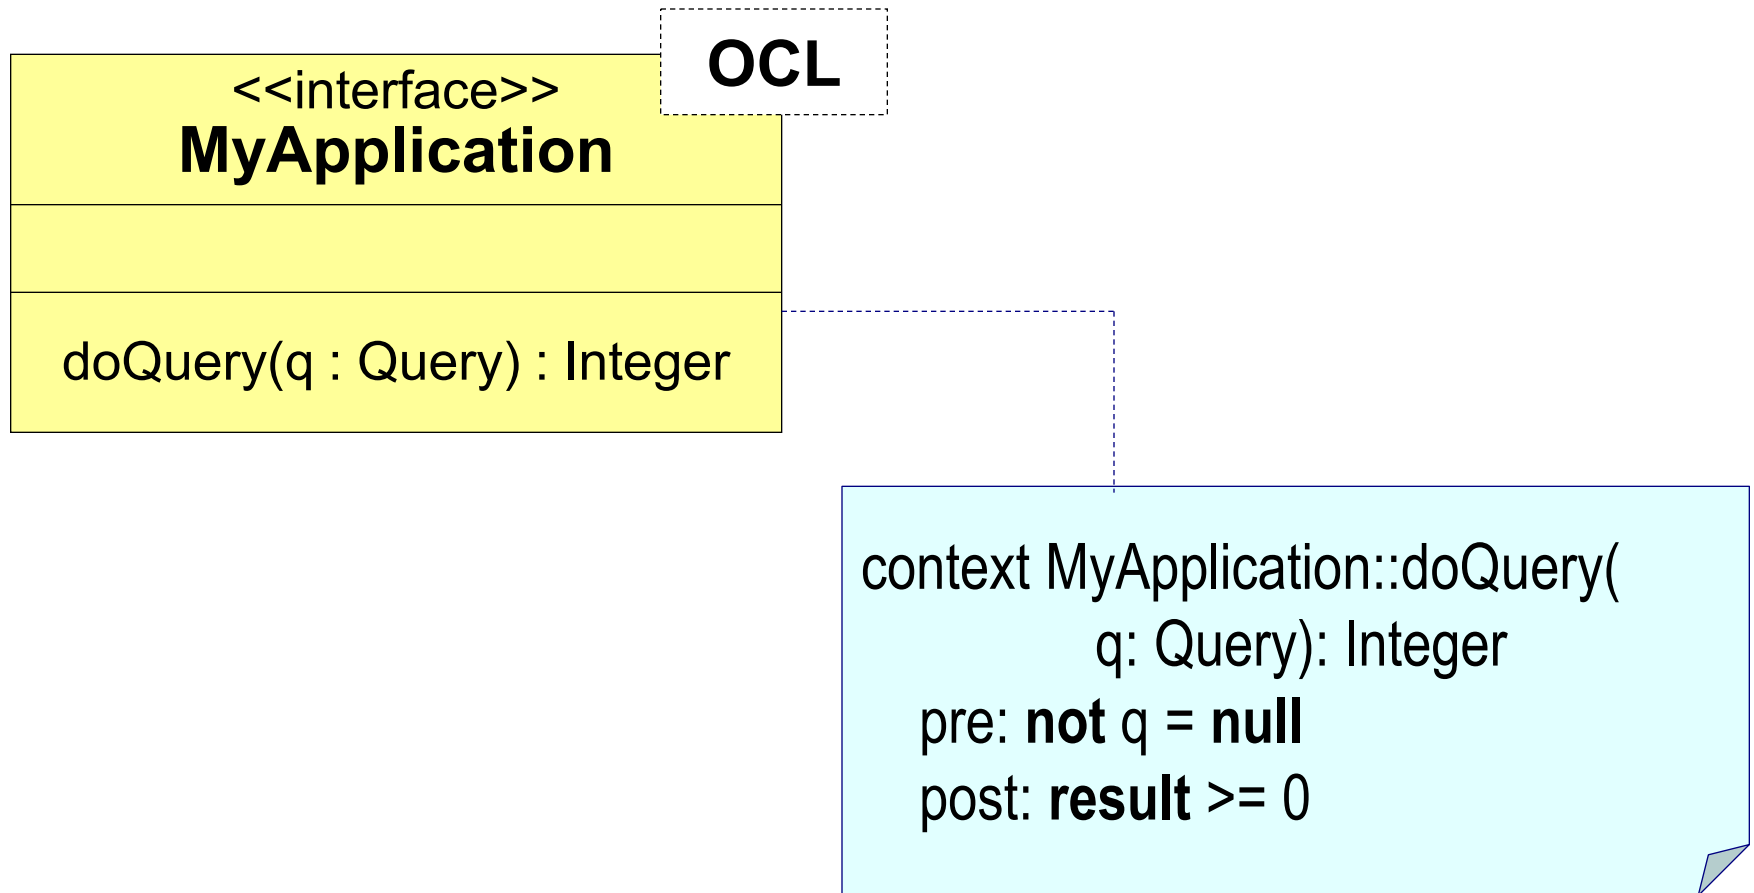 OCL
<<interface>>
MyApplication
doQuery(q : Query) : Integer
context MyApplication::doQuery(
q: Query): Integer
pre: not q = null
post: result >= 0